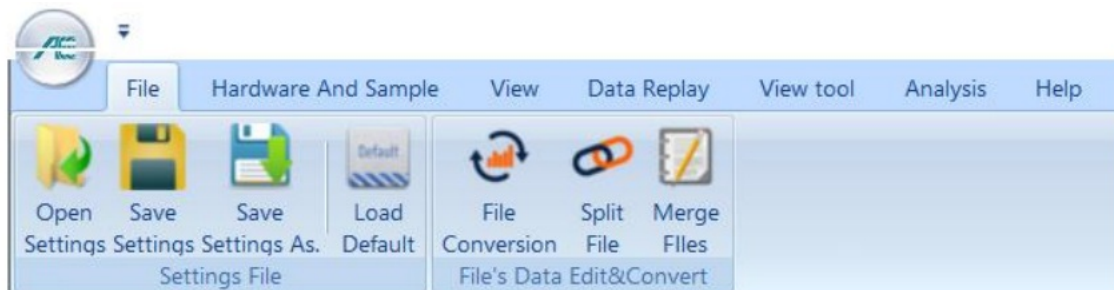 File Hardware And Sample View Data Replay View tool Analysis Help
Default
Open Save Save Load File Split Merge
Settings Settings Settings As. Default Conversion File FIles
Settings File File's Data Edit&Convert